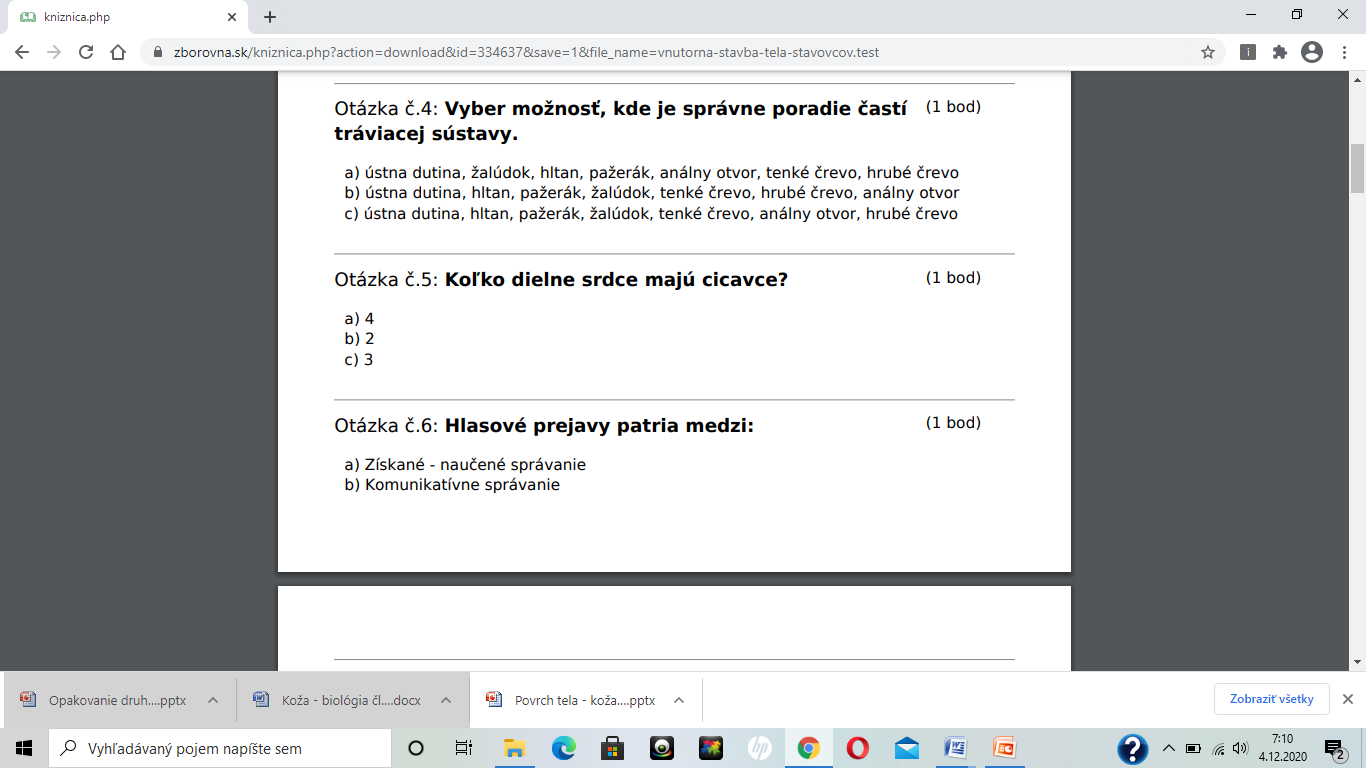 kniznica.php
zborovna.sk/kniznica.php?action=download&id=334637&save=1&file_name=vnutorna-stavba-tela-stavovcov.test
Otázka č.4: Vyber možnosť, kde je správne poradie častí (1 bod)
tráviacej sústavy.
a) ústna dutina, žalúdok, hltan, pažerák, análny otvor, tenké črevo, hrubé črevo
b) ústna dutina, hltan, pažerák, žalúdok, tenké črevo, hrubé črevo, análny otvor
c) ústna dutina, hltan, pažerák, žalúdok, tenké črevo, análny otvor, hrubé črevo
Otázka č.5: Koľko dielne srdce majú cicavce? (1 bod)
a) 4
b) 2
c) 3
Otázka č.6: Hlasové prejavy patria medzi: (1 bod)
a) Získané - naučené správanie
b) Komunikatívne správanie
Opakovanie druh....pptx
Koža - biológia čl....docx
Povrch tela - koža....pptx
Zobraziť všetky
Vyhľadávaný pojem napíšte sem
hp
7:10
4.12.2020
2